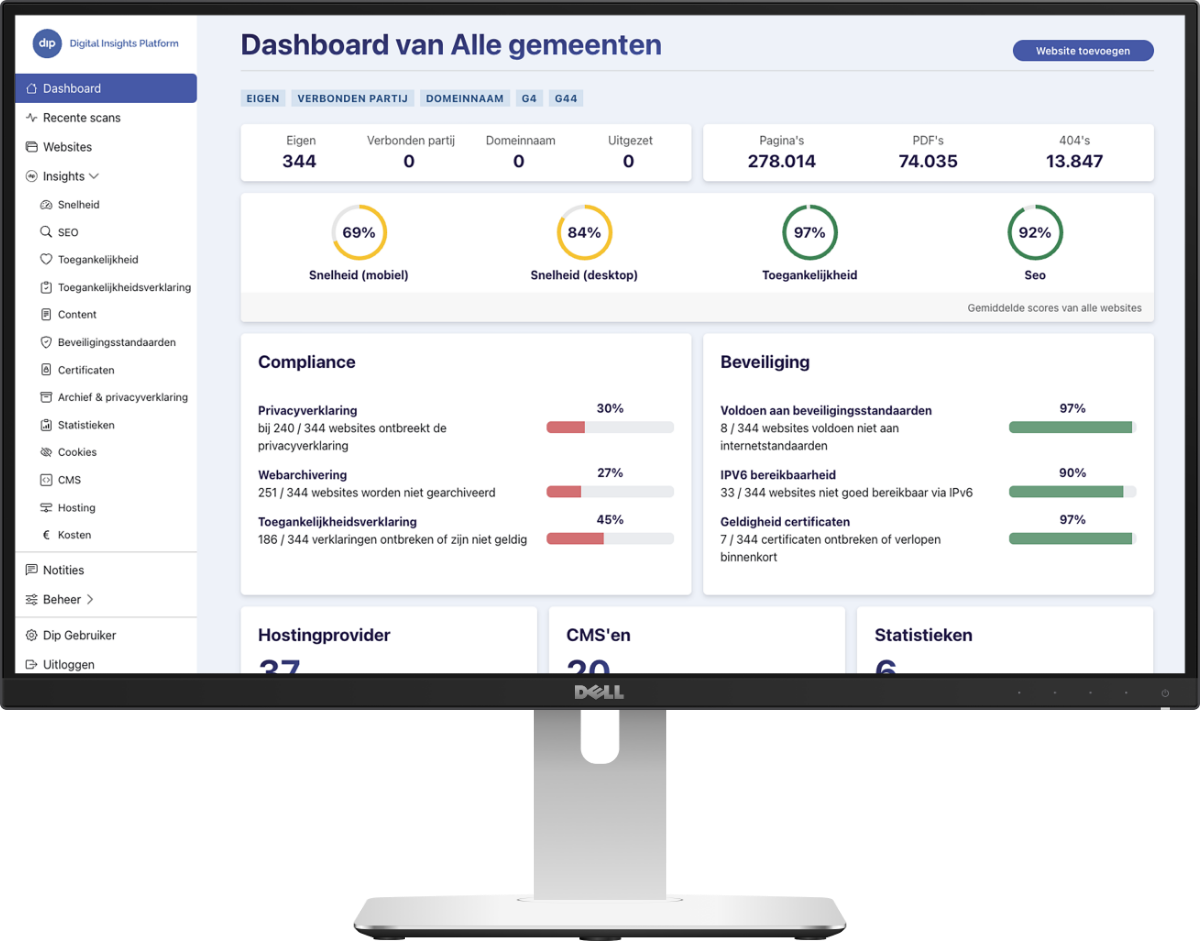 dip Digital Insights Platform
Dashboard
Recente scans
Websites
Insights
Snelheid
SEO
Toegankelijkheid
Toegankelijkheidsverklaring
Content
Beveiligingsstandaarden
Certificaten
Archief & privacyverklaring
Statistieken
Cookies
CMS
Hosting
€ Kosten
Notities
Beheer
Dip Gebruiker
Uitloggen
Dashboard van Alle gemeenten
Website toevoegen
EIGEN VERBONDEN PARTIJ DOMEINNAAM G4 G44
Eigen Verbonden partij Domeinnaam Uitgezet
344 0 0 0
Pagina's PDF's 404's
278.014 74.035 13.847
69% 84% 97% 92%
Snelheid (mobiel) Snelheid (desktop) Toegankelijkheid Seo
Gemiddelde scores van alle websites
Compliance
Privacyverklaring 30%
bij 240 / 344 websites ontbreekt de
privacyverklaring
Webarchivering 27%
251 / 344 websites worden niet gearchiveerd
Toegankelijkheidsverklaring 45%
186 / 344 verklaringen ontbreken of zijn niet geldig
Beveiliging
Voldoen aan beveiligingsstandaarden 97%
8 / 344 websites voldoen niet aan
internetstandaarden
IPV6 bereikbaarheid 90%
33 / 344 websites niet goed bereikbaar via IPv6
Geldigheid certificaten 97%
7 / 344 certificaten ontbreken of verlopen
binnenkort
Hostingprovider
37
CMS'en
20
Statistieken
6
DELL